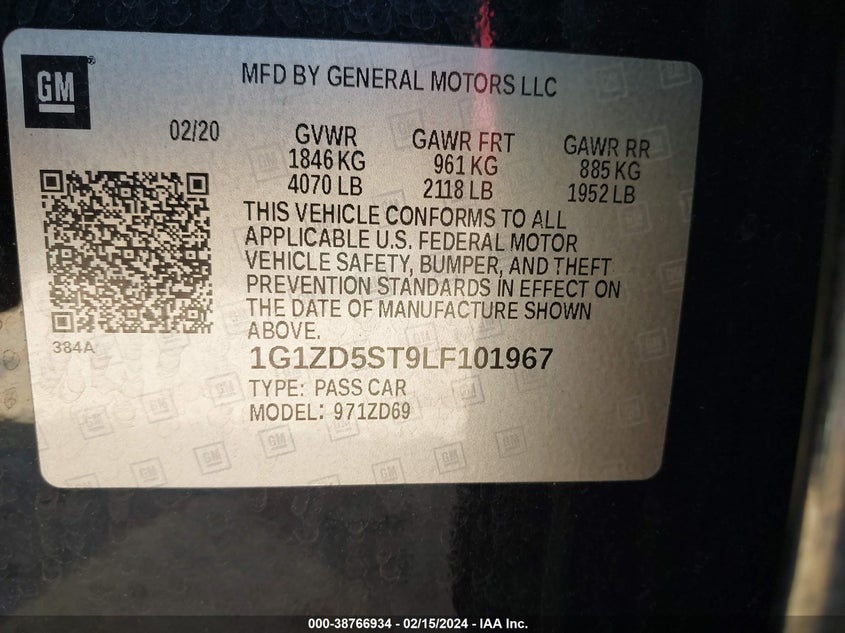 GM
MFD BY GENERAL MOTORS LLC
02/20
GVWR
1846 KG
4070 LB
GAWR FRT
961 KG
2118 LB
GAWR RR
885 KG
1952 LB
THIS VEHICLE CONFORMS TO ALL
APPLICABLE U.S. FEDERAL MOTOR
VEHICLE SAFETY, BUMPER, AND THEFT
PREVENTION STANDARDS IN EFFECT ON
THE DATE OF MANUFACTURE SHOWN
ABOVE.
384A
1G1ZD5ST9LF101967
TYPE: PASS CAR
MODEL: 971ZD69
000-38766934 - 02/15/2024 - IAA Inc.